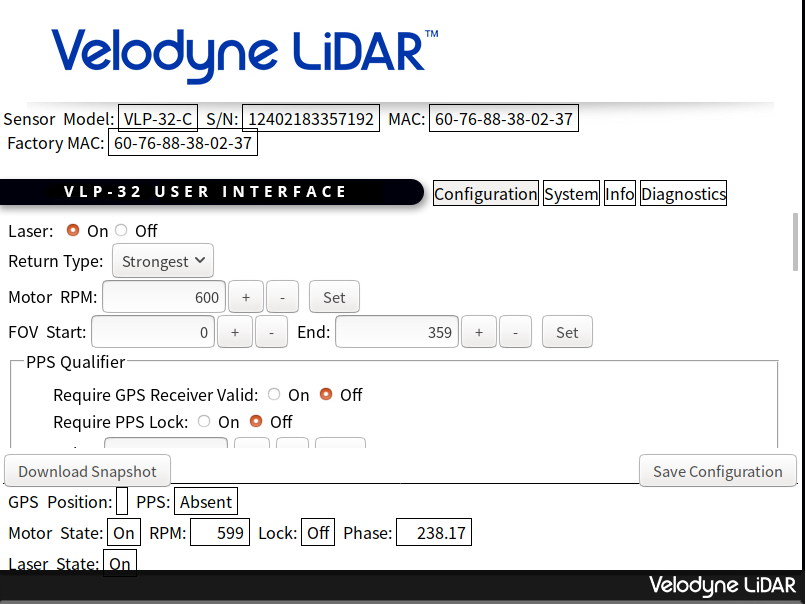 Velodyne LiDAR™
Sensor Model: VLP-32-C S/N: 12402183357192 MAC: 60-76-88-38-02-37
Factory MAC: 60-76-88-38-02-37
VLP-32 USER INTERFACE Configuration System Info Diagnostics
Laser: On Off
Return Type: Strongest
Motor RPM: 600 + - Set
FOV Start: 0 + - End: 359 + - Set
PPS Qualifier
Require GPS Receiver Valid: On Off
Require PPS Lock: On Off
Download Snapshot Save Configuration
GPS Position: PPS: Absent
Motor State: On RPM: 599 Lock: Off Phase: 238.17
Laser State: On
Velodyne LiDAR